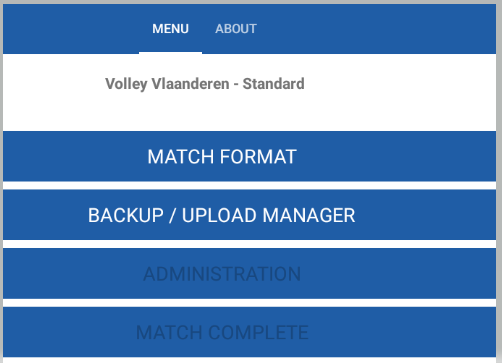 MENU ABOUT
Volley Vlaanderen - Standard
MATCH FORMAT
BACKUP / UPLOAD MANAGER
ADMINISTRATION
MATCH COMPLETE